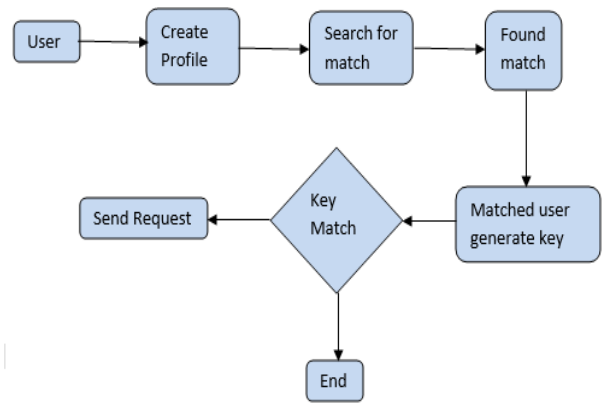 User
Create
Profile
Search for
match
Found
match
Key
Match
Send Request
Matched user
generate key
End